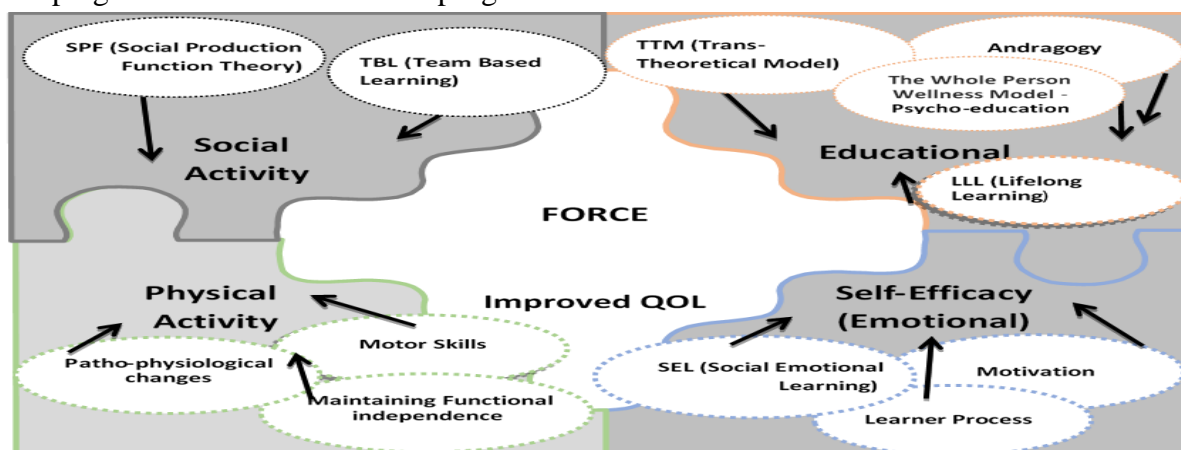 SPF (Social Production
Function Theory)
TBL (Team Based
Learning)
TTM (Trans-
Theoretical Model)
Andragogy
The Whole Person
Wellness Model -
Psycho-education
Social
Activity
Educational
LLL (Lifelong
Learning)
FORCE
Physical
Activity
Improved QOL
Self-Efficacy
(Emotional)
Motor Skills
Patho-physiological
changes
Maintaining Functional
independence
SEL (Social Emotional
Learning)
Motivation
Learner Process